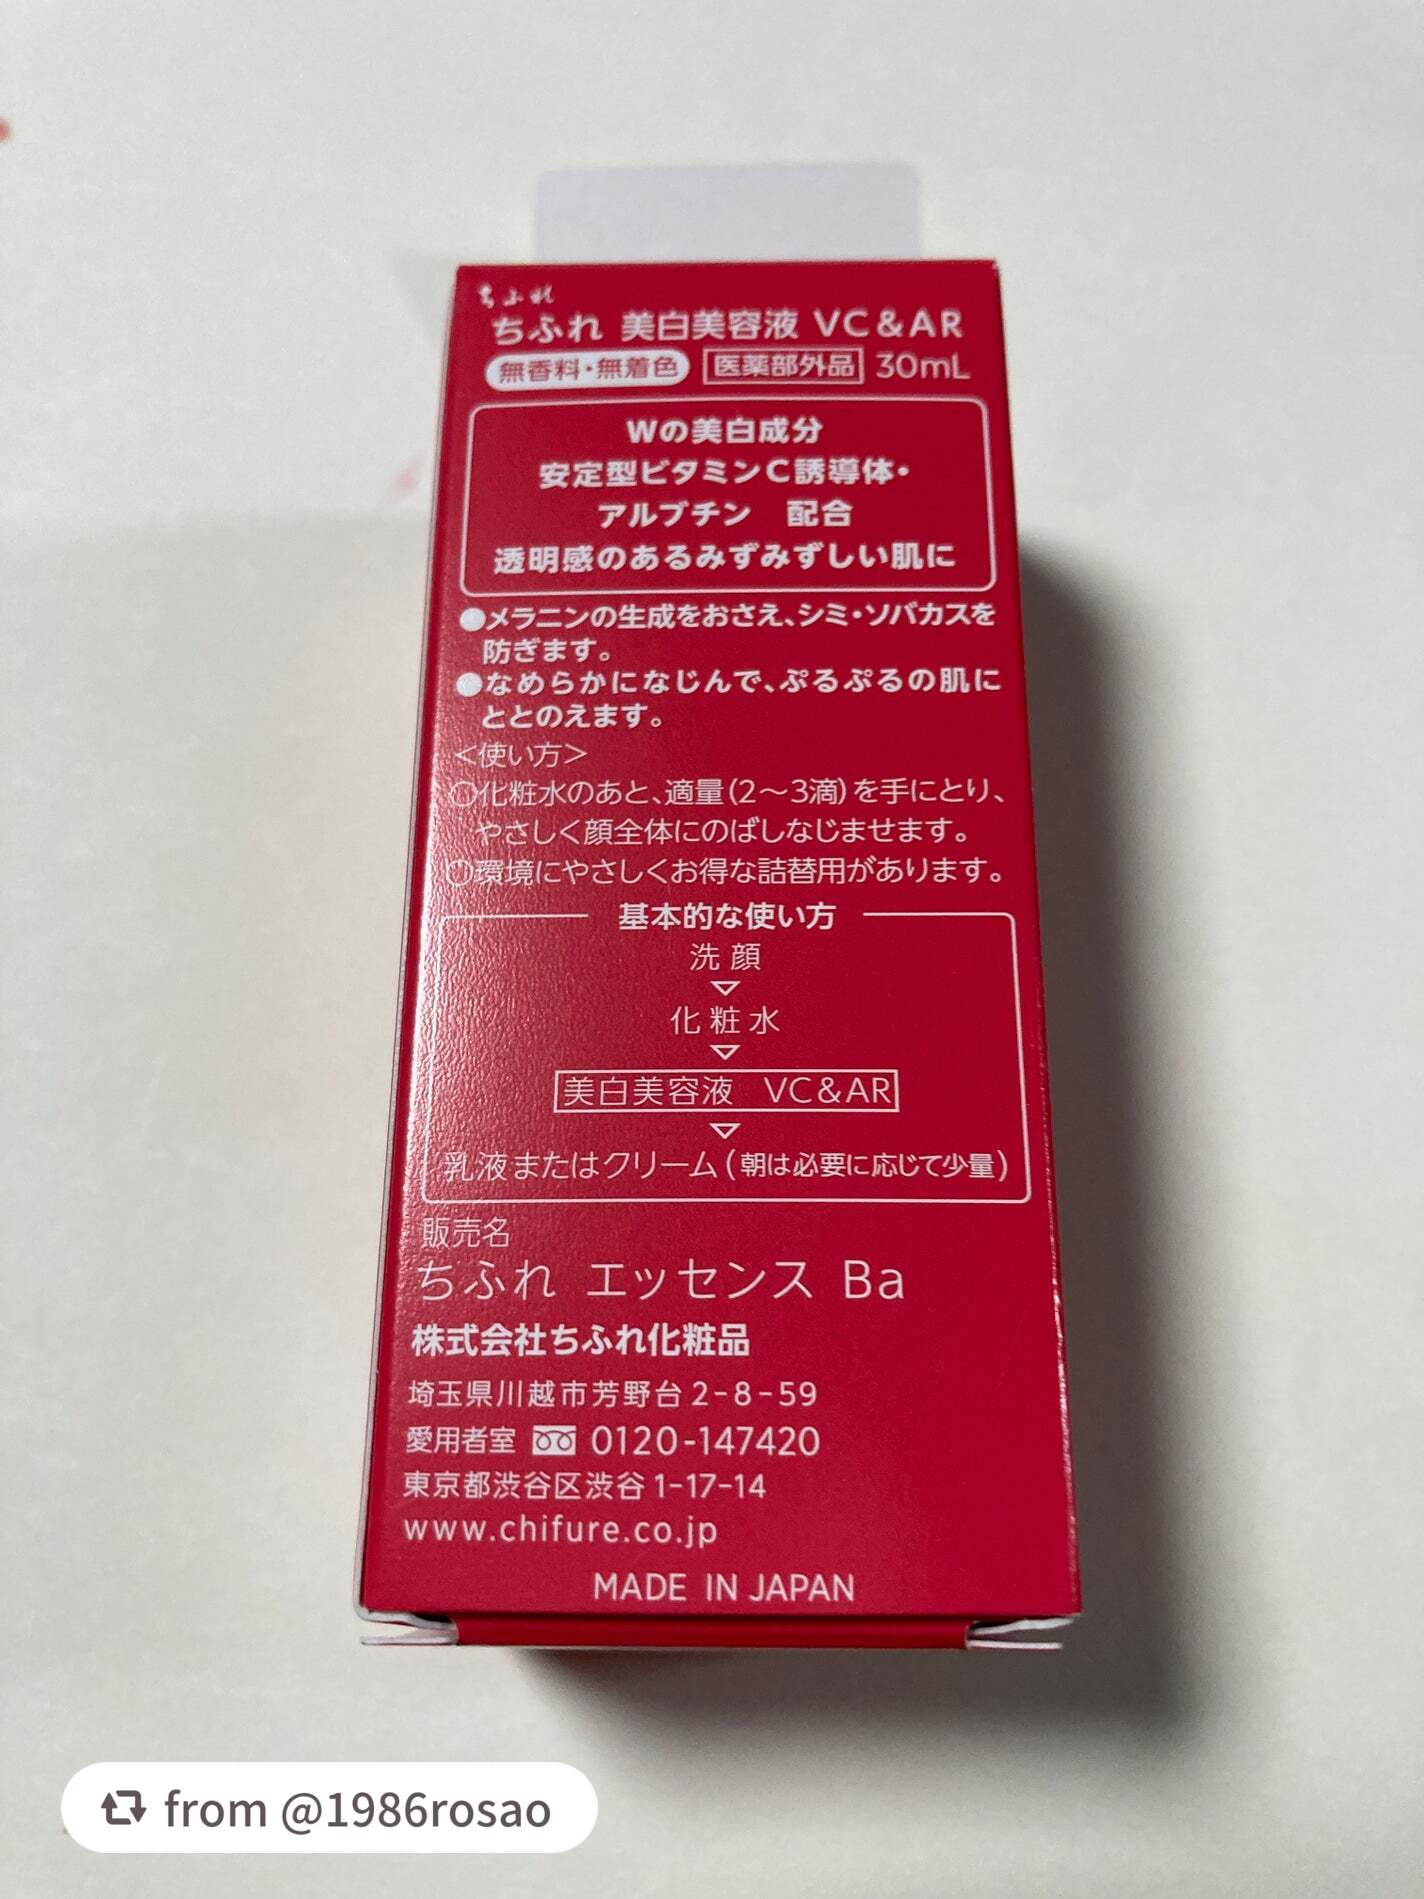 ちふれ
ちふれ 美白美容液 VC&AR
無香料・無着色 医薬部外品 30mL
Wの美白成分
安定型ビタミンC誘導体・
アルブチン 配合
透明感のあるみずみずしい肌に
●メラニンの生成をおさえ、シミ・ソバカスを
防ぎます。
●なめらかになじんで、ぷるぷるの肌に
ととのえます。
＜使い方＞
○化粧水のあと、適量(2～3滴)を手にとり、
やさしく顔全体にのばしなじませます。
○環境にやさしくお得な詰替用があります。
基本的な使い方
洗顔
▽
化粧水
▽
美白美容液 VC&AR
▽
乳液またはクリーム(朝は必要に応じて少量)
販売名
ちふれ エッセンス Ba
株式会社ちふれ化粧品
埼玉県川越市芳野台2-8-59
愛用者室 0120-147420
東京都渋谷区渋谷1-17-14
www.chifure.co.jp
MADE IN JAPAN
from @1986rosao